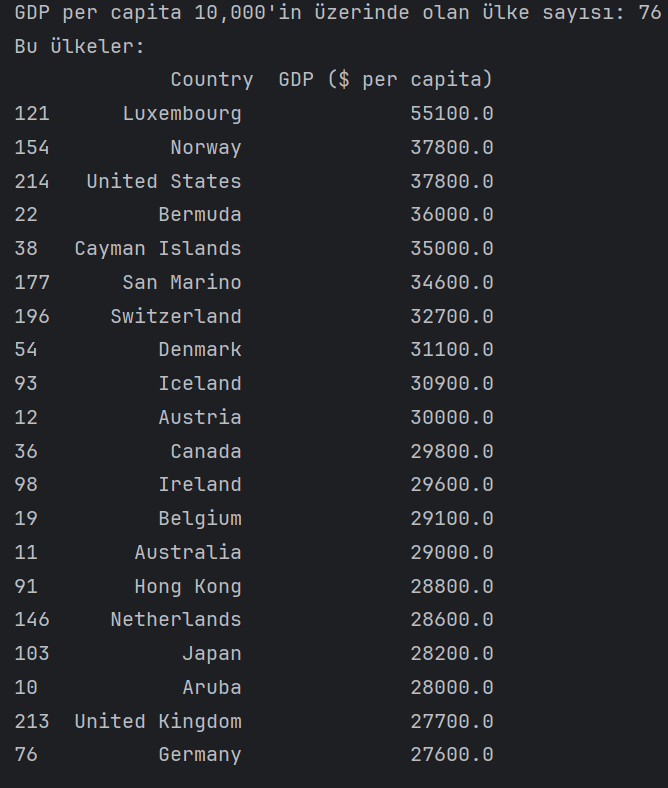 GDP per capita 10,000'in üzerinde olan ülke sayısı: 76
Bu Ülkeler:
Country GDP ($ per capita)
121 Luxembourg 55100.0
154 Norway 37800.0
214 United States 37800.0
22 Bermuda 36000.0
38 Cayman Islands 35000.0
177 San Marino 34600.0
196 Switzerland 32700.0
54 Denmark 31100.0
93 Iceland 30900.0
12 Austria 30000.0
36 Canada 29800.0
98 Ireland 29600.0
19 Belgium 29100.0
11 Australia 29000.0
91 Hong Kong 28800.0
146 Netherlands 28600.0
103 Japan 28200.0
10 Aruba 28000.0
213 United Kingdom 27700.0
76 Germany 27600.0